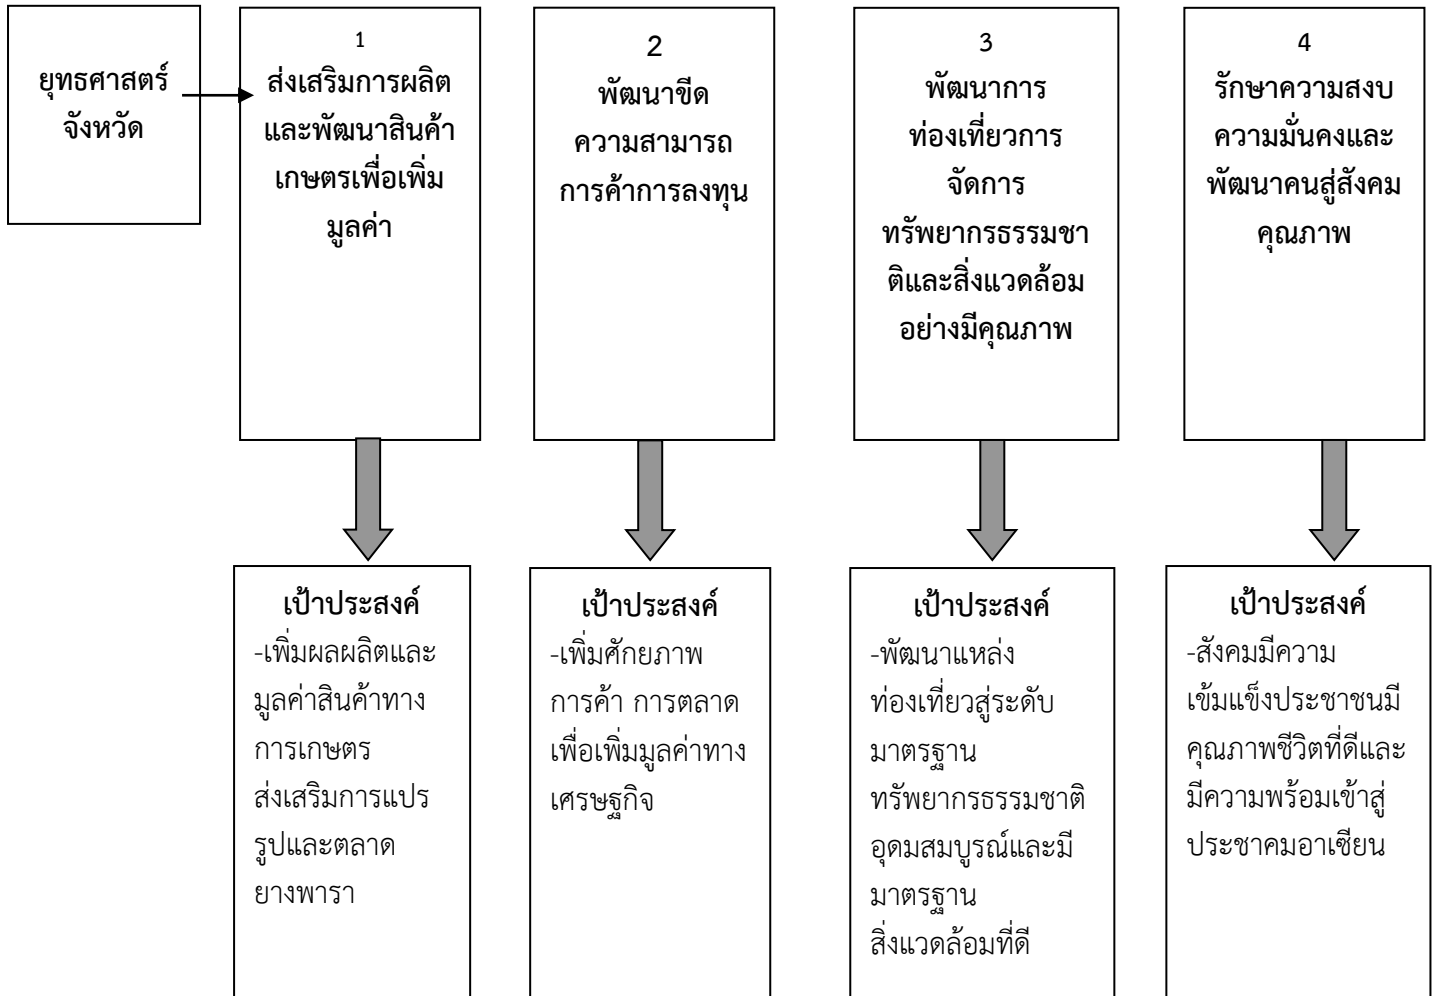 ยุทธศาสตร์
จังหวัด
1
ส่งเสริมการผลิต
และพัฒนาสินค้า
เกษตรเพื่อเพิ่ม
มูลค่า
2
พัฒนาขีด
ความสามารถ
การค้าการลงทุน
3
พัฒนาการ
ท่องเที่ยวการ
จัดการ
ทรัพยากรธรรมชา
ติและสิ่งแวดล้อม
อย่างมีคุณภาพ
4
รักษาความสงบ
ความมั่นคงและ
พัฒนาคนสู่สังคม
คุณภาพ
เป้าประสงค์
-เพิ่มผลผลิตและ
มูลค่าสินค้าทาง
การเกษตร
ส่งเสริมการแปร
รูปและตลาด
ยางพารา
เป้าประสงค์
-เพิ่มศักยภาพ
การค้า การตลาด
เพื่อเพิ่มมูลค่าทาง
เศรษฐกิจ
เป้าประสงค์
-พัฒนาแหล่ง
ท่องเที่ยวสู่ระดับ
มาตรฐาน
ทรัพยากรธรรมชาติ
อุดมสมบูรณ์และมี
มาตรฐาน
สิ่งแวดล้อมที่ดี
เป้าประสงค์
-สังคมมีความ
เข้มแข็งประชาชนมี
คุณภาพชีวิตที่ดีและ
มีความพร้อมเข้าสู่
ประชาคมอาเซียน